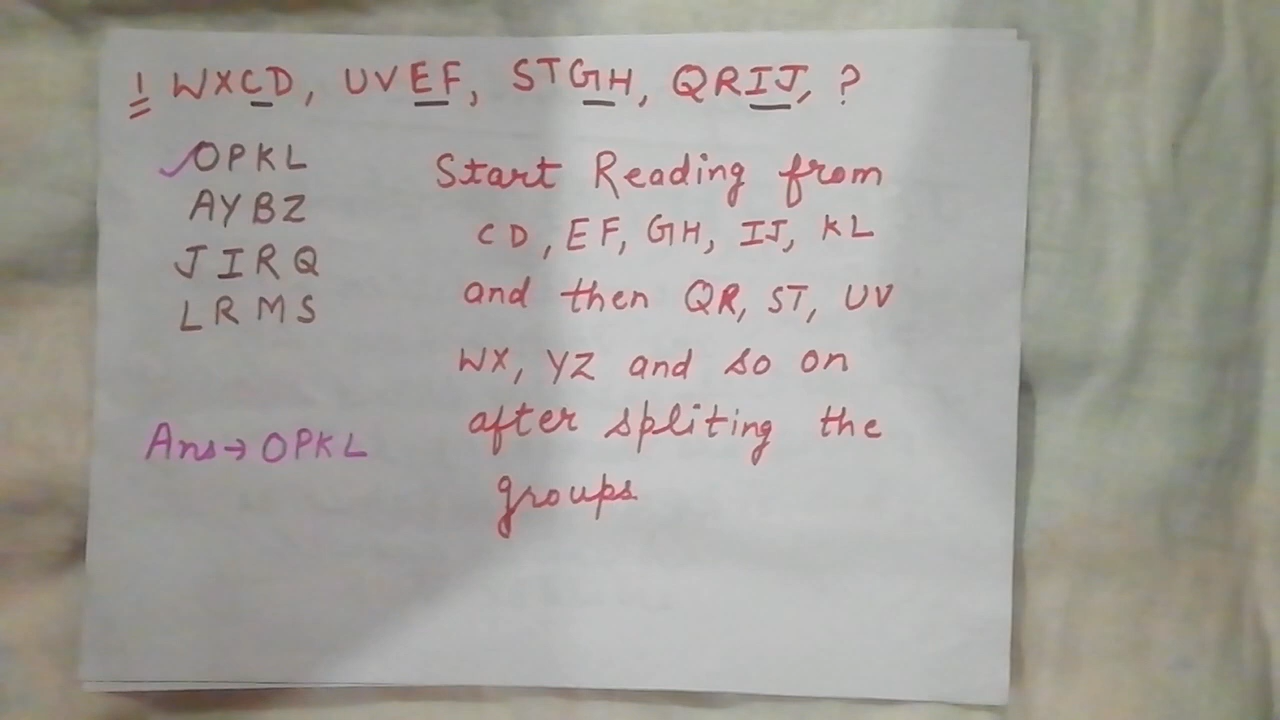 1 WXCD, UVEF, STGH, QRIJ, ?
OPKL
AYBZ
JIRQ
LRMS
Ans→OPKL
Start Reading from
CD, EF, GH, IJ, KL
and then QR, ST, UV
WX, YZ and so on
after spliting the
groups.